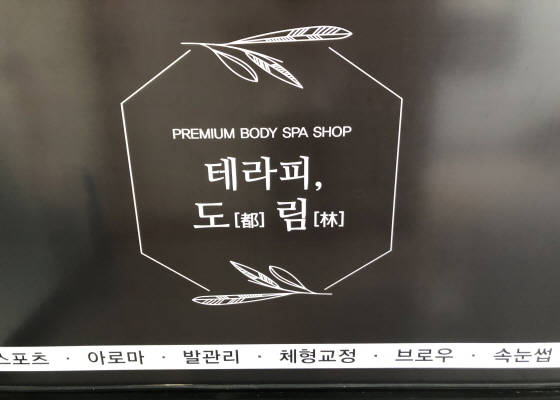 PREMIUM BODY SPA SHOP
테라피,
도[都] 림[林]
스포츠 · 아로마 · 발관리 · 체형교정 · 브로우 · 속눈썹